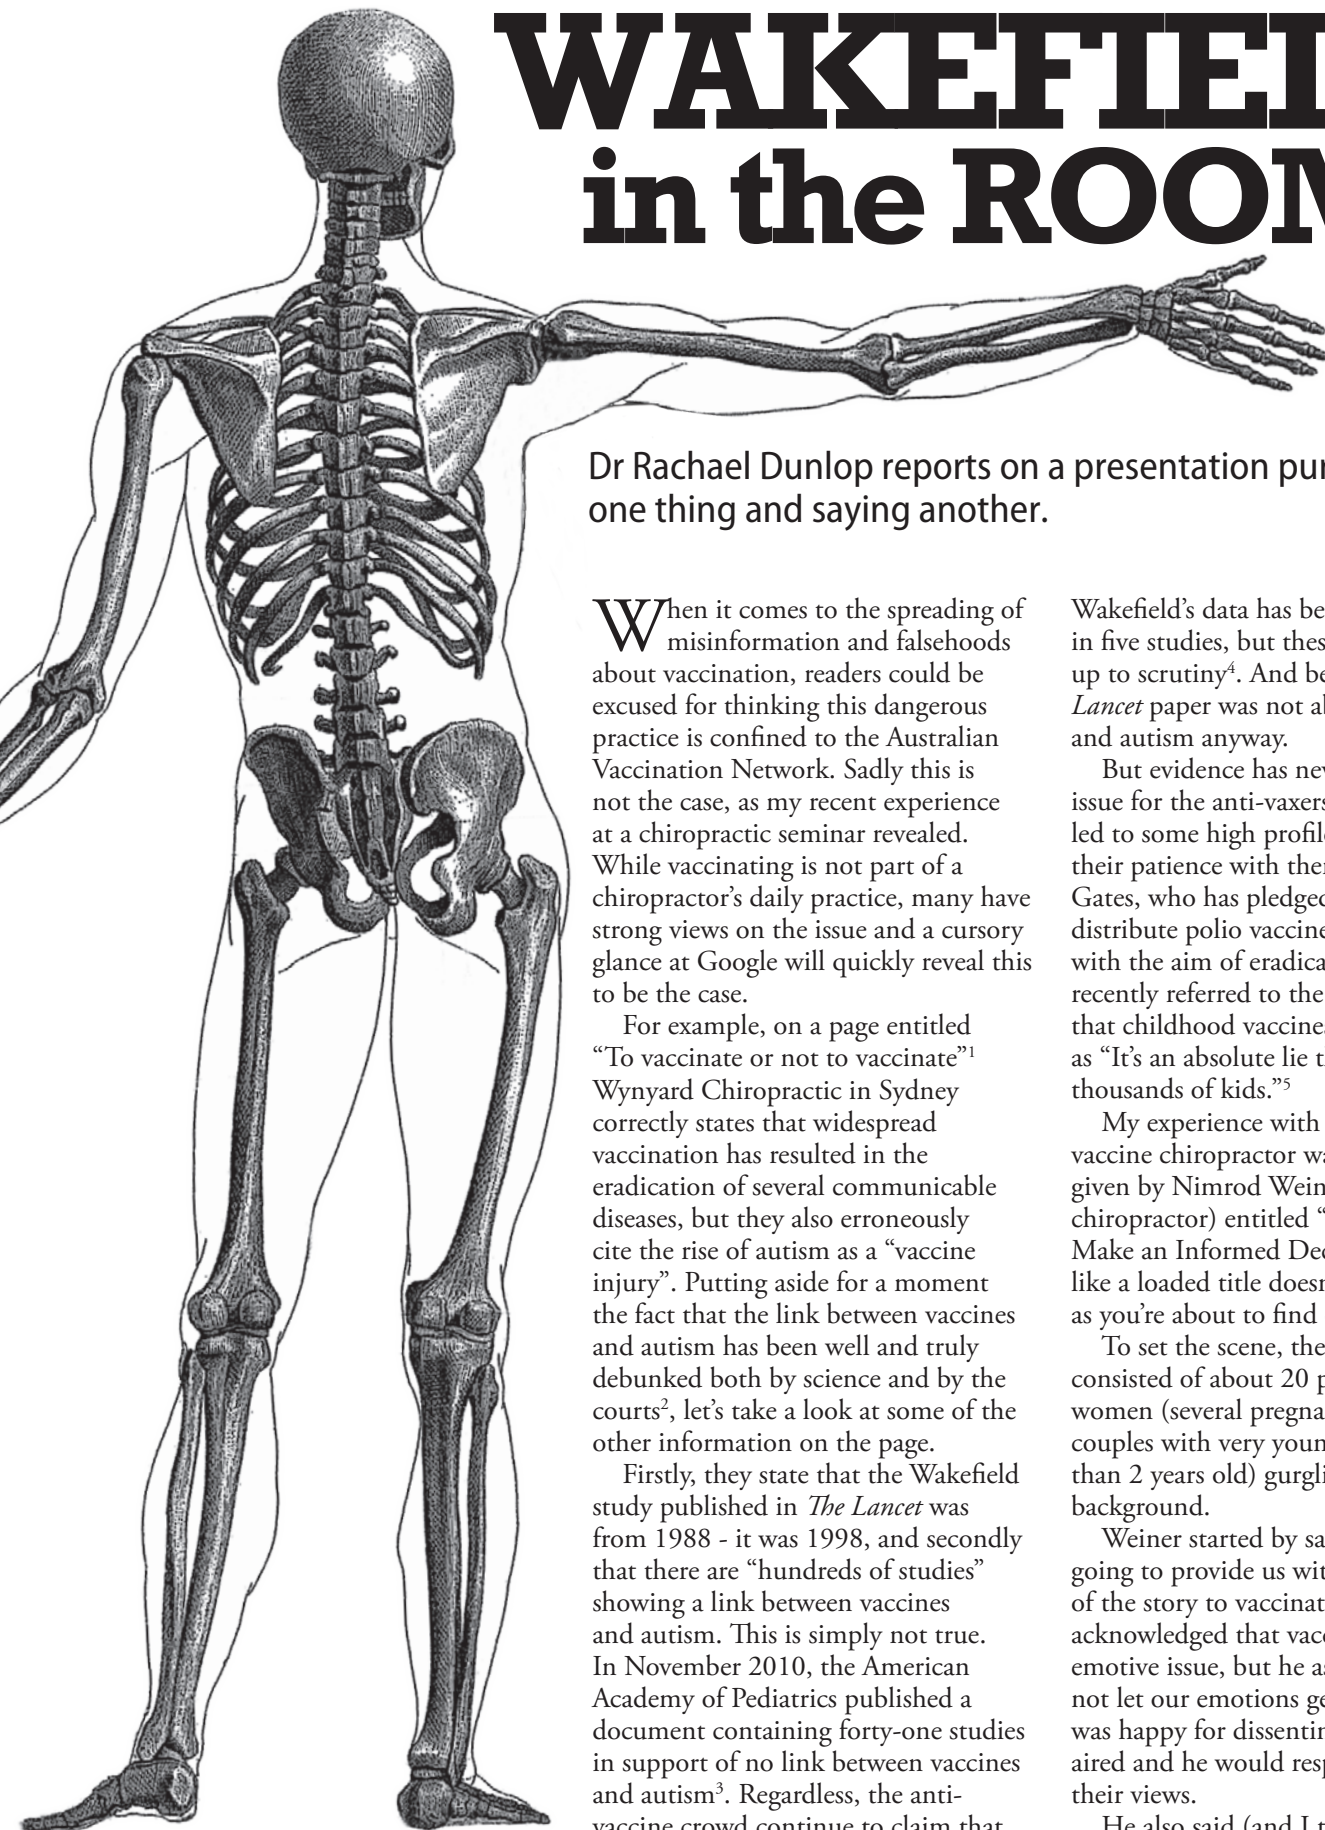 WAKEFIEL
in the ROOM
Dr Rachael Dunlop reports on a presentation pur
one thing and saying another.
When it comes to the spreading of
misinformation and falsehoods
about vaccination, readers could be
excused for thinking this dangerous
practice is confined to the Australian
Vaccination Network. Sadly this is
not the case, as my recent experience
at a chiropractic seminar revealed.
While vaccinating is not part of a
chiropractor’s daily practice, many have
strong views on the issue and a cursory
glance at Google will quickly reveal this
to be the case.
For example, on a page entitled
“To vaccinate or not to vaccinate”¹
Wynyard Chiropractic in Sydney
correctly states that widespread
vaccination has resulted in the
eradication of several communicable
diseases, but they also erroneously
cite the rise of autism as a “vaccine
injury”. Putting aside for a moment
the fact that the link between vaccines
and autism has been well and truly
debunked both by science and by the
courts², let’s take a look at some of the
other information on the page.
Firstly, they state that the Wakefield
study published in The Lancet was
from 1988 - it was 1998, and secondly
that there are “hundreds of studies”
showing a link between vaccines
and autism. This is simply not true.
In November 2010, the American
Academy of Pediatrics published a
document containing forty-one studies
in support of no link between vaccines
and autism³. Regardless, the anti-
vaccine crowd continue to claim that
Wakefield’s data has be
in five studies, but thes
up to scrutiny⁴. And be
Lancet paper was not ab
and autism anyway.
But evidence has nev
issue for the anti-vaxers
led to some high profile
their patience with them
Gates, who has pledged
distribute polio vaccine
with the aim of eradica
recently referred to the
that childhood vaccines
as “It’s an absolute lie t
thousands of kids.”⁵
My experience with
vaccine chiropractor wa
given by Nimrod Wein
chiropractor) entitled “
Make an Informed Dec
like a loaded title doesn
as you’re about to find
To set the scene, the
consisted of about 20 p
women (several pregna
couples with very youn
than 2 years old) gurgli
background.
Weiner started by sa
going to provide us wit
of the story to vaccinat
acknowledged that vacc
emotive issue, but he as
not let our emotions ge
was happy for dissentin
aired and he would resp
their views.
He also said (and I t